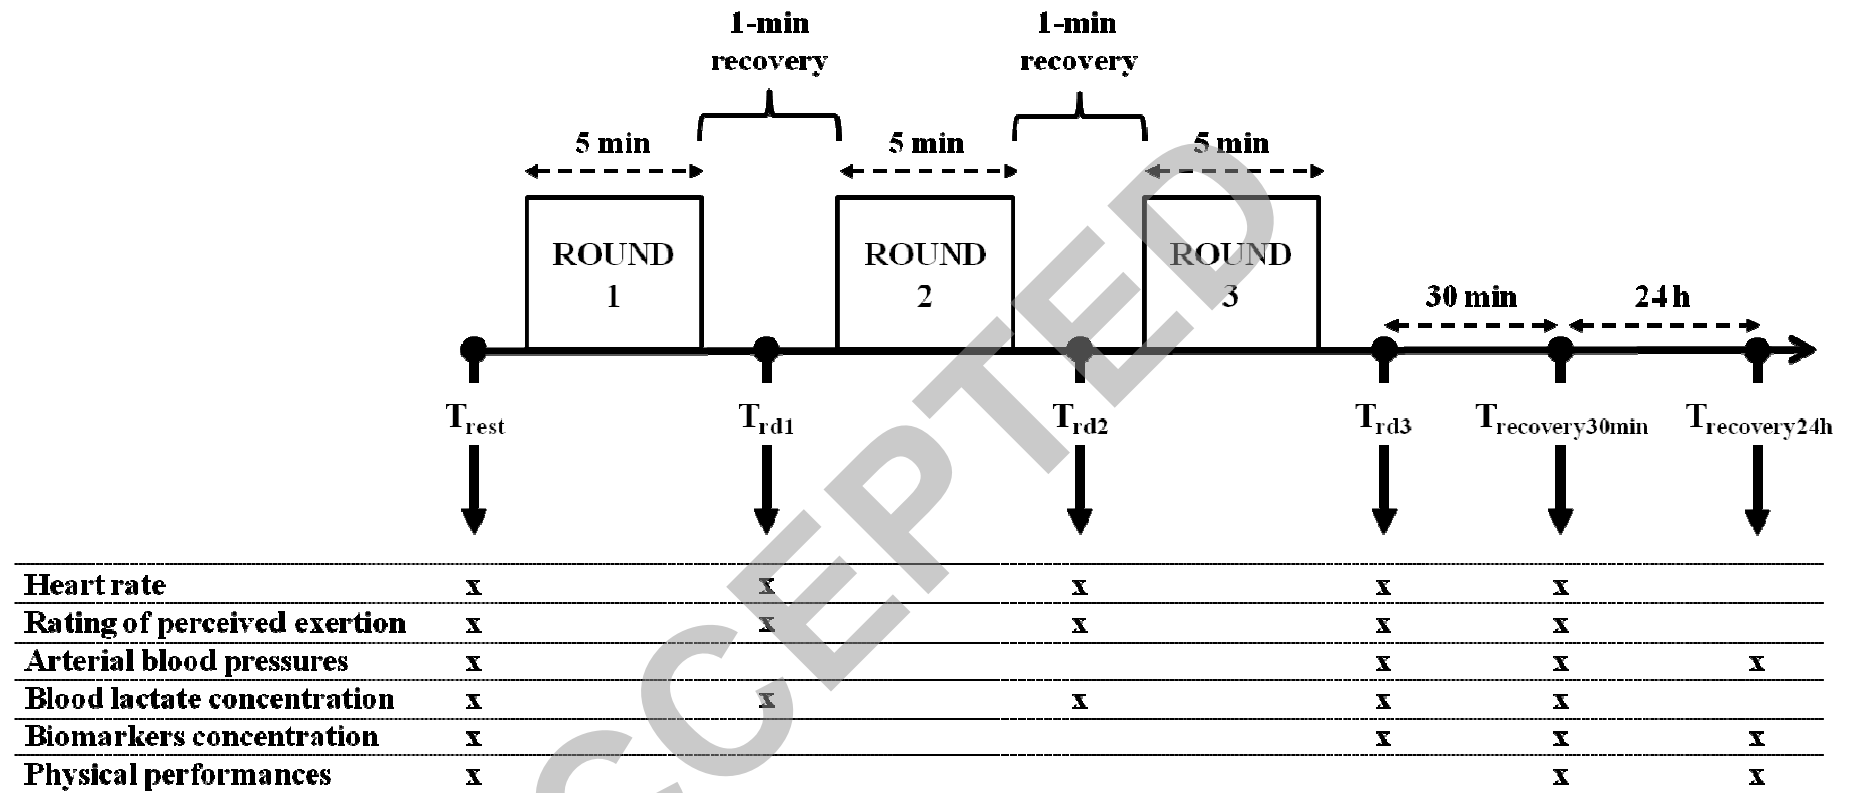 1-min
recovery
1-min
recovery
5 min
5 min
5 min
ROUND
1
ROUND
2
ROUND
3
30 min
24 h
Trest
Trd1
Trd2
Trd3
Trecovery30min
Trecovery24h
Heart rate x x x x x
Rating of perceived exertion x x x x x
Arterial blood pressures x x x x
Blood lactate concentration x x x x x
Biomarkers concentration x x x x
Physical performances x x x
CCEPTED